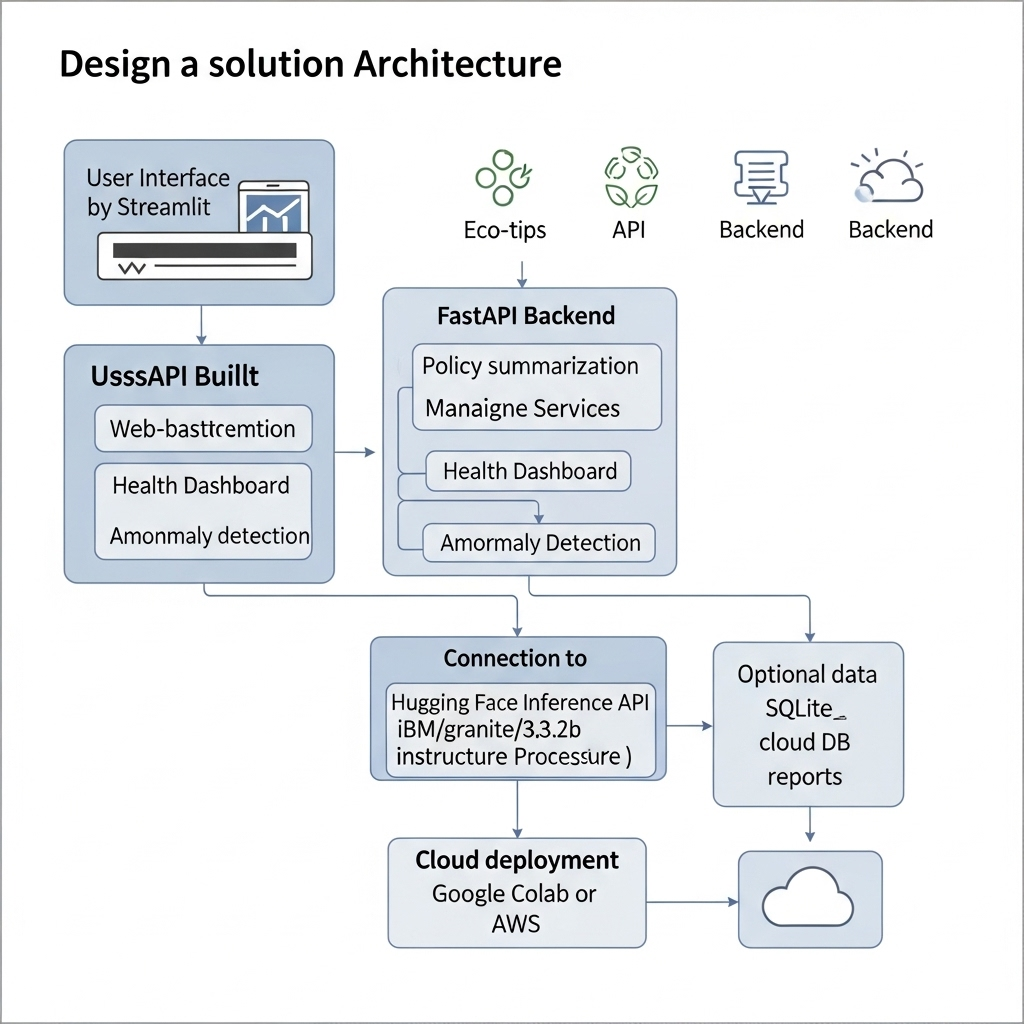 Design a solution Architecture
User Interface
by Streamlit
Eco-tips
API
Backend
Backend
UsssAPI Buillt
Web-basttcemtion
Health Dashboard
Amonmaly detection
FastAPI Backend
Policy summarization
Manaigne Services
Health Dashboard
Amormaly Detection
Connection to
Hugging Face Inference API
iBM/granite/3.3.2b
instructure Procassure )
Optional data
SQLite_
cloud DB
reports
Cloud deployment
Google Colab or
AWS